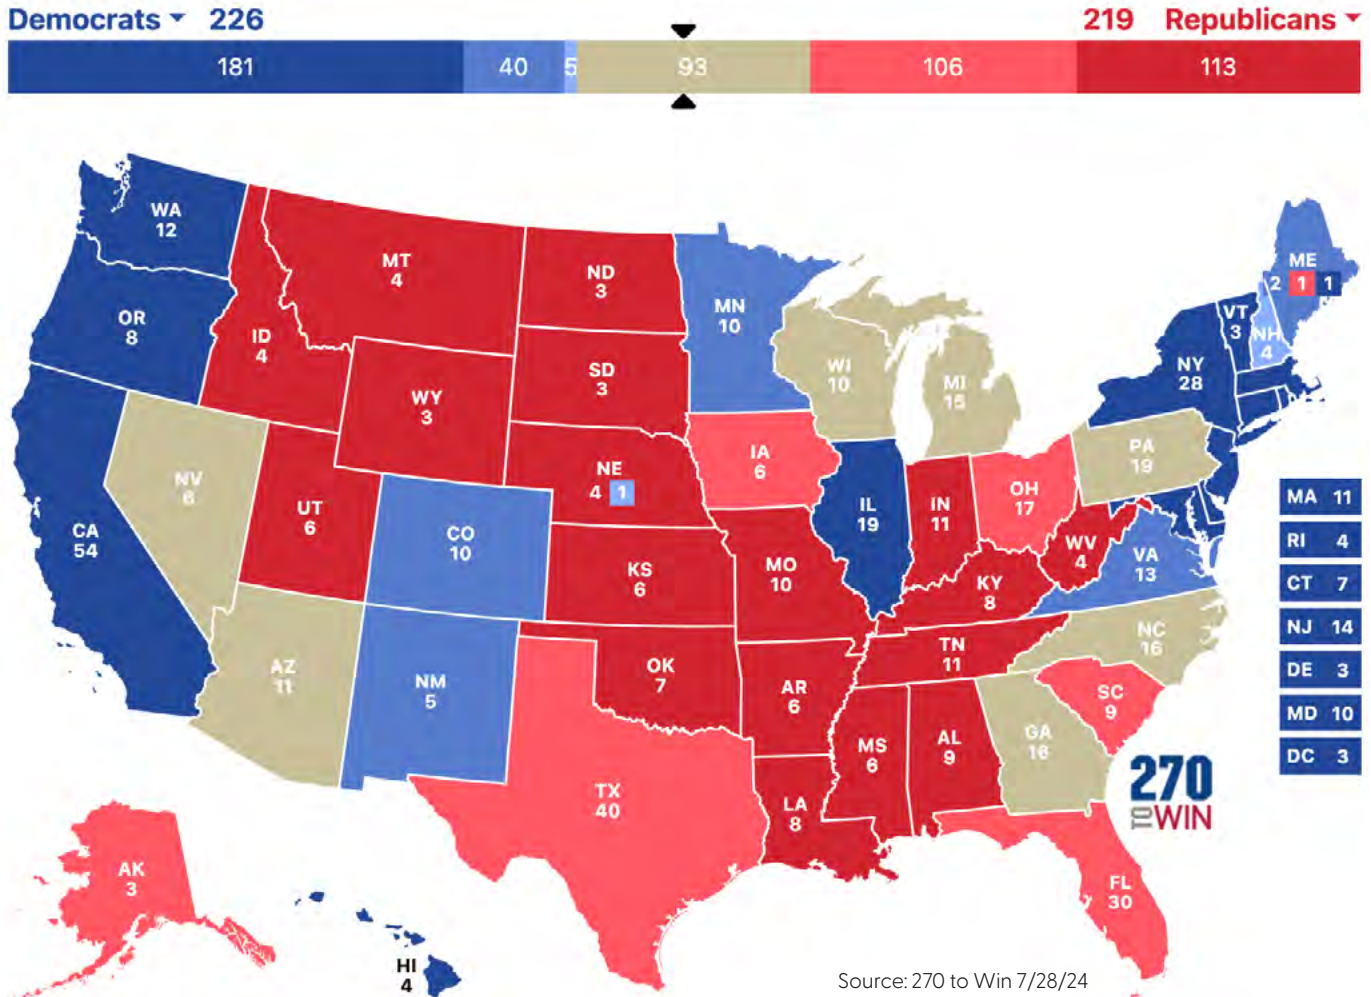 Democrats 226
219 Republicans
181 40 5 93 106 113
WA
12
MT
4
ND
3
MN
10
ME
2 1 1
OR
8
ID
4
VT
3
NH
4
WI
10
MI
15
NY
28
SD
3
WY
3
IA
6
PA
19
NV
6
NE
4 1
UT
6
CO
10
IL
19
IN
11
OH
17
MA 11
RI 4
CA
54
WV
4
VA
13
KS
6
MO
10
KY
8
CT 7
NJ 14
NC
16
TN
11
AZ
11
NM
5
OK
7
AR
6
SC
9
DE 3
MD 10
DC 3
MS
6
AL
9
GA
16
TX
40
LA
8
270
TO WIN
AK
3
FL
30
HI
4
Source: 270 to Win 7/28/24